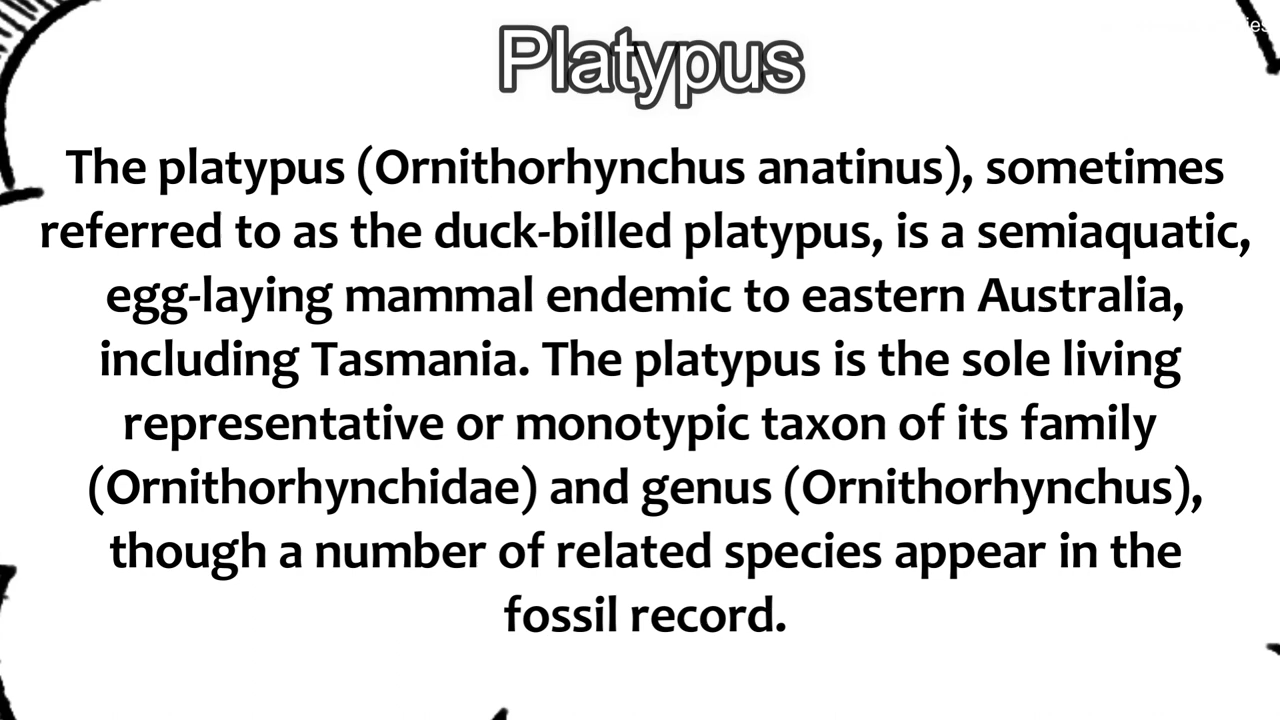 Platypus
The platypus (Ornithorhynchus anatinus), sometimes
referred to as the duck-billed platypus, is a semiaquatic,
egg-laying mammal endemic to eastern Australia,
including Tasmania. The platypus is the sole living
representative or monotypic taxon of its family
(Ornithorhynchidae) and genus (Ornithorhynchus),
though a number of related species appear in the
fossil record.